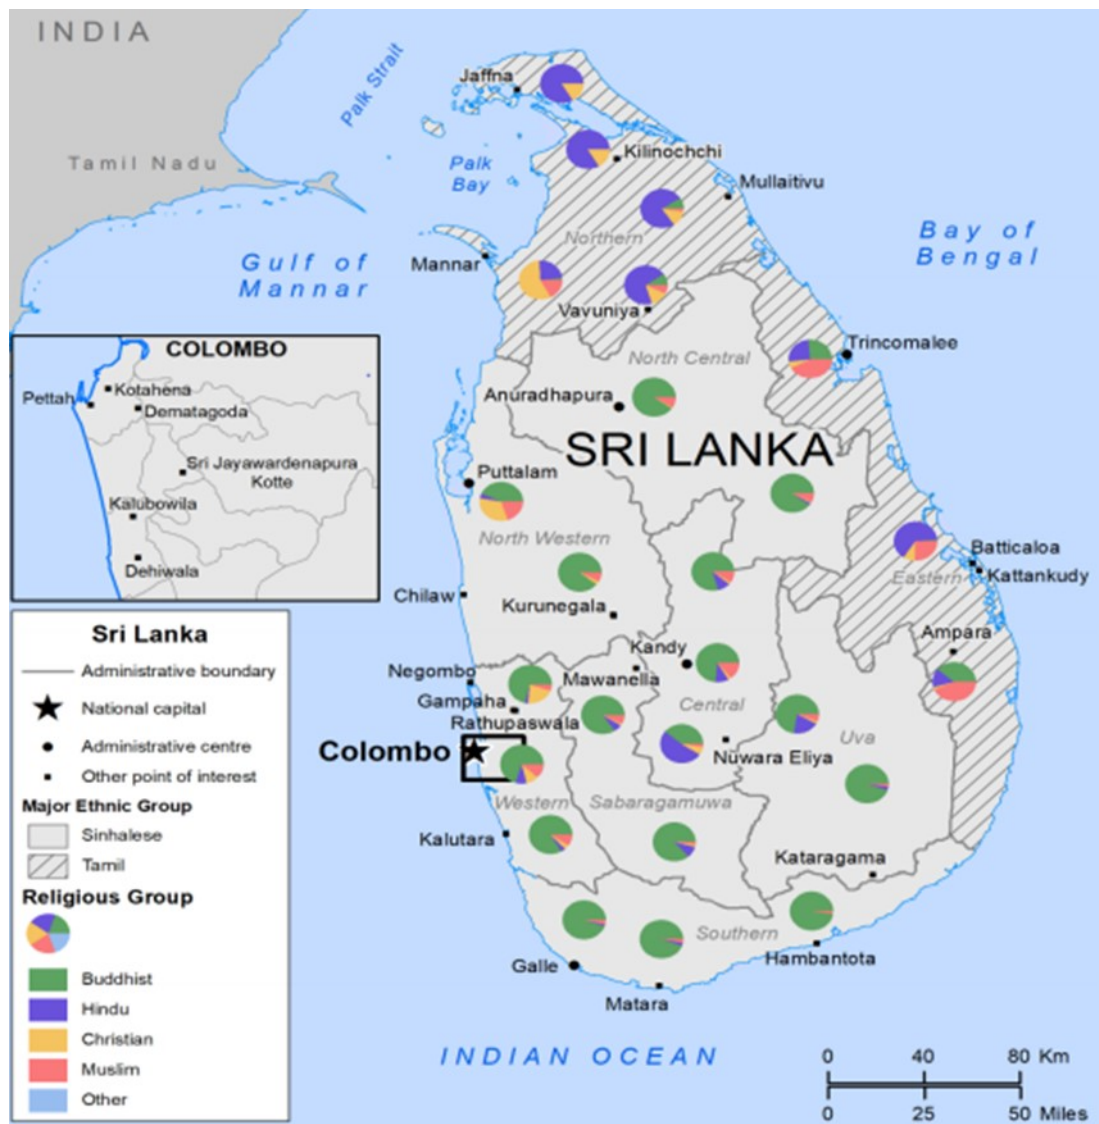 INDIA
Palk Strait
Jaffna
Tamil Nadu
Palk
Bay
Kilinochchi
Mullaitivu
Northern
Bay of
Bengal
Gulf of
Mannar
Mannar
Vavuniya
North Central
Trincomalee
Anuradhapura
SRI LANKA
Puttalam
North Western
Batticaloa
Kattankudy
Eastern
Chilaw
Kurunegala
Ampara
Kandy
Negombo
Mawanella
Gampaha
Rathupaswala
Central
Colombo
Nuwara Eliya
Uva
Western
Sabaragamuwa
Kalutara
Kataragama
Southern
Galle
Hambantota
Matara
INDIAN OCEAN
0 40 80 Km
0 25 50 Miles
COLOMBO
Pettah
Kotahena
Dematagoda
Sri Jayawardenapura
Kotte
Kalubowila
Dehiwala
Sri Lanka
Administrative boundary
National capital
Administrative centre
Other point of interest
Major Ethnic Group
Sinhalese
Tamil
Religious Group
Buddhist
Hindu
Christian
Muslim
Other